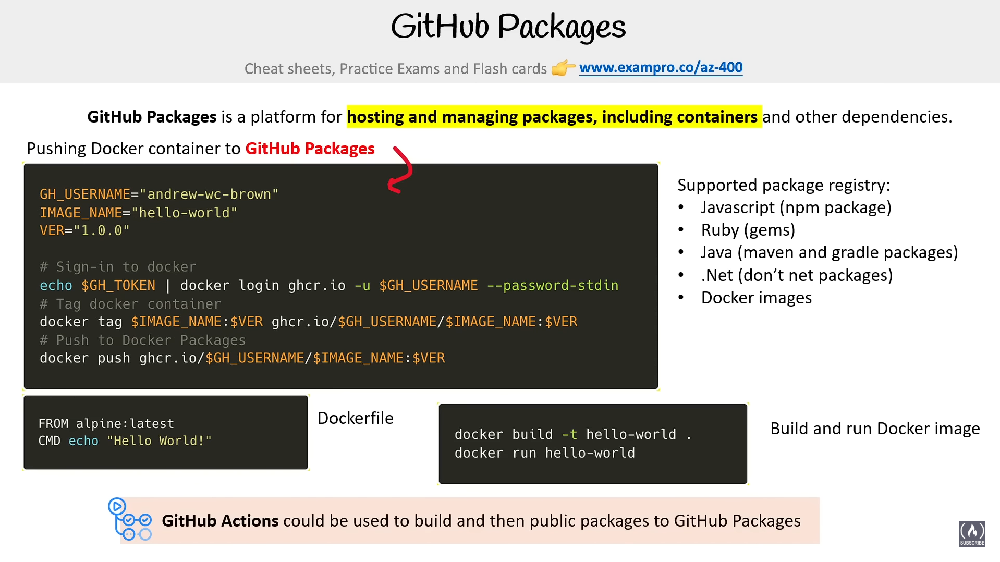 GitHub Packages
Cheat sheets, Practice Exams and Flash cards 👉 www.exampro.co/az-400
GitHub Packages is a platform for hosting and managing packages, including containers and other dependencies.
Pushing Docker container to GitHub Packages
GH_USERNAME="andrew-wc-brown"
IMAGE_NAME="hello-world"
VER="1.0.0"
# Sign-in to docker
echo $GH_TOKEN | docker login ghcr.io -u $GH_USERNAME --password-stdin
# Tag docker container
docker tag $IMAGE_NAME:$VER ghcr.io/$GH_USERNAME/$IMAGE_NAME:$VER
# Push to Docker Packages
docker push ghcr.io/$GH_USERNAME/$IMAGE_NAME:$VER
Supported package registry:
• Javascript (npm package)
• Ruby (gems)
• Java (maven and gradle packages)
• .Net (don’t net packages)
• Docker images
FROM alpine:latest
CMD echo "Hello World!"
Dockerfile
docker build -t hello-world .
docker run hello-world
Build and run Docker image
GitHub Actions could be used to build and then public packages to GitHub Packages
SUBSCRIBE